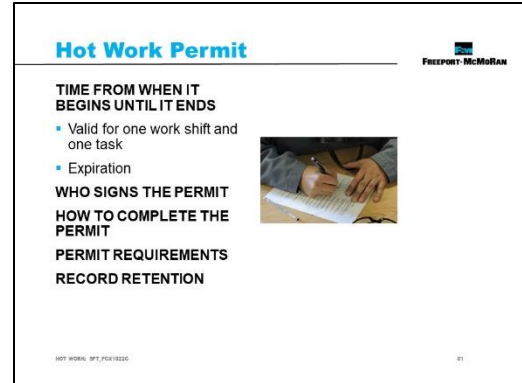 Hot Work Permit
FCX
FREEPORT-McMoRAN
TIME FROM WHEN IT
BEGINS UNTIL IT ENDS
▪ Valid for one work shift and
one task
▪ Expiration
WHO SIGNS THE PERMIT
HOW TO COMPLETE THE
PERMIT
PERMIT REQUIREMENTS
RECORD RETENTION
HOT WORK: SFT_FCX1022C